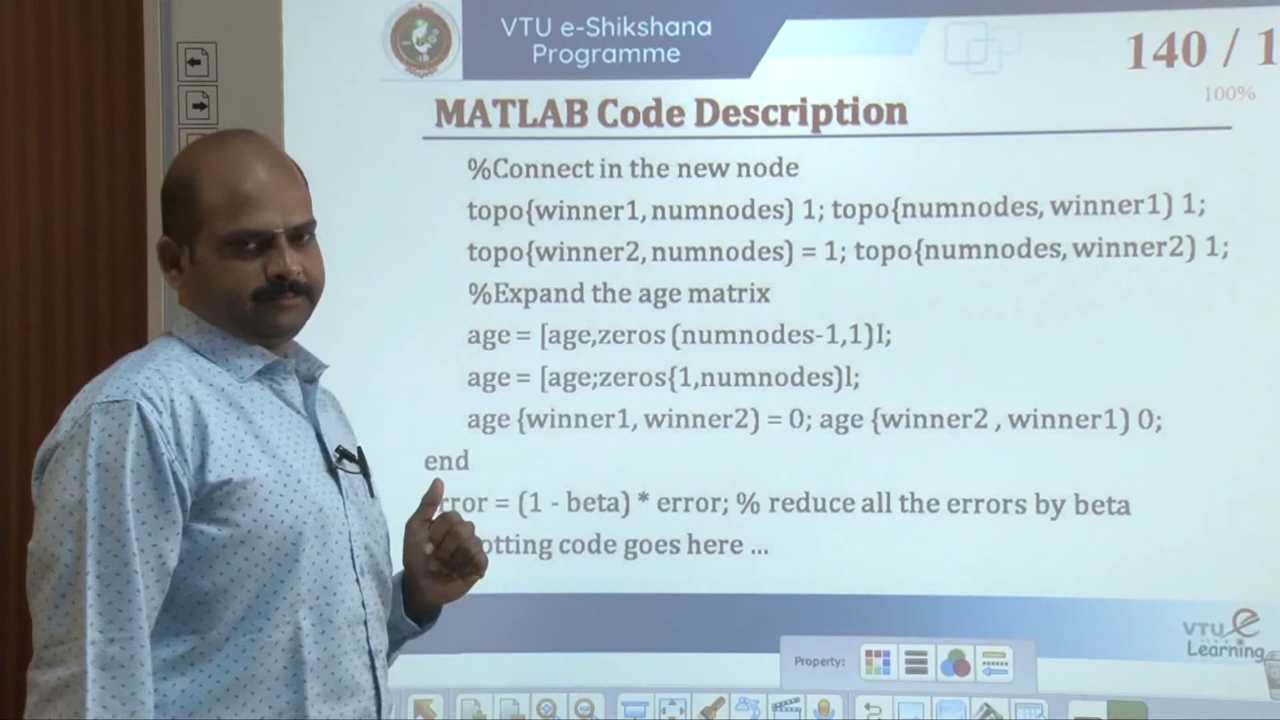 VTU e-Shikshana
Programme
140 / 1
100%
MATLAB Code Description
%Connect in the new node
topo{winner1, numnodes) 1; topo{numnodes, winner1) 1;
topo{winner2, numnodes) = 1; topo{numnodes, winner2) 1;
%Expand the age matrix
age = [age,zeros (numnodes-1,1)I;
age = [age;zeros{1,numnodes)l;
age {winner1, winner2) = 0; age {winner2 , winner1) 0;
end
rror = (1 - beta) * error; % reduce all the errors by beta
otting code goes here ...
VTU e
Learning
Property: